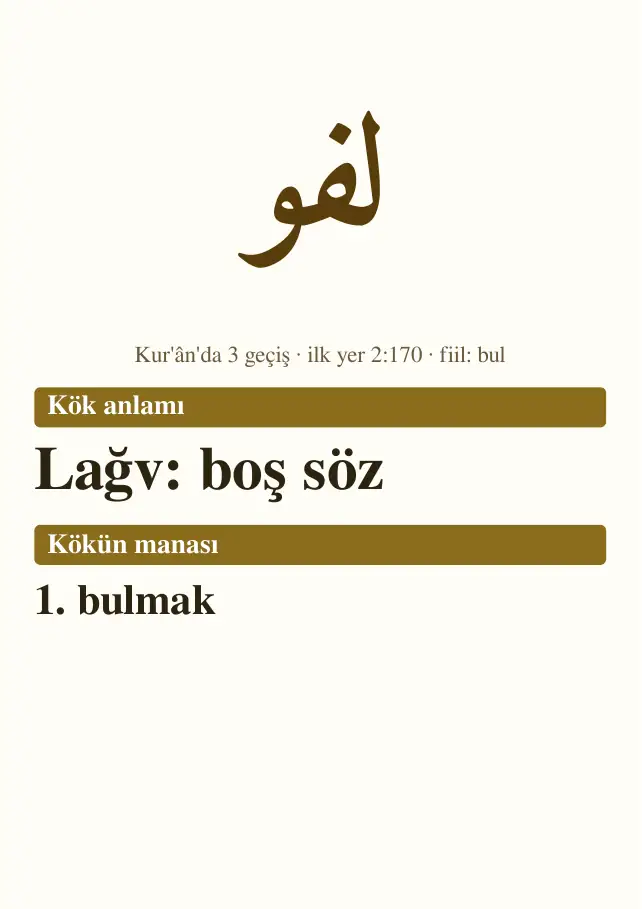 لفو
Kur'ân'da 3 geçiş · ilk yer 2:170 · fiil: bul
Kök anlamı
Lağv: boş söz
Kökün manası
1. bulmak